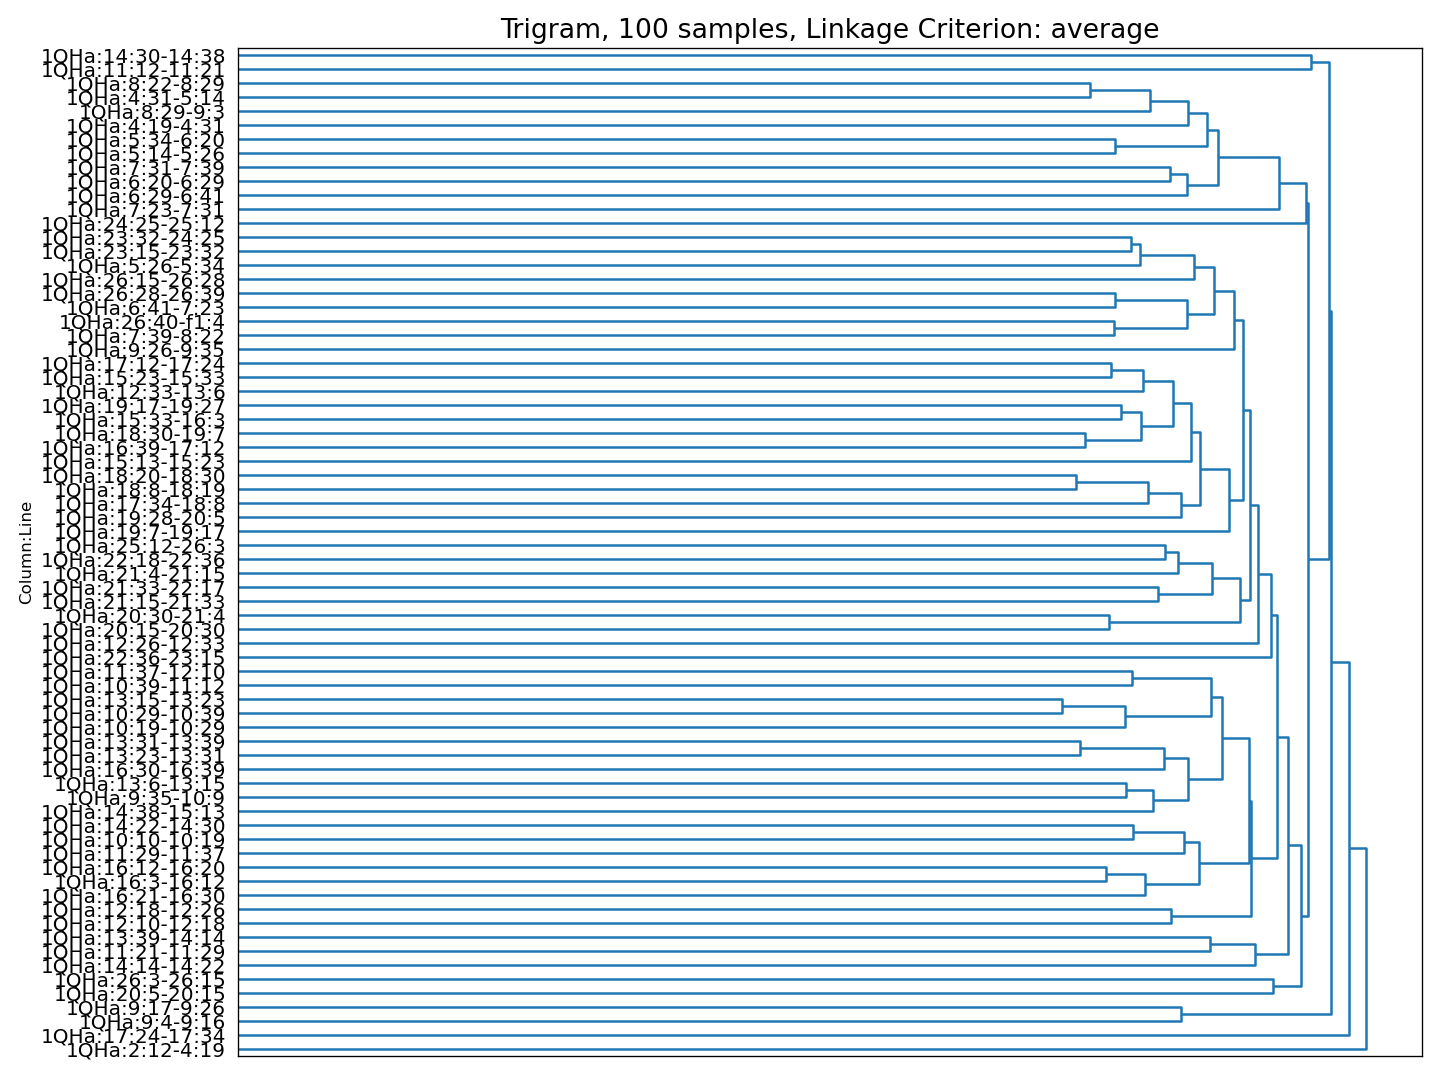 Trigram, 100 samples, Linkage Criterion: average
1QHa:14:30-14:38
1QHa:11:12-11:21
1QHa:8:22-8:29
1QHa:4:31-5:14
1QHa:8:29-9:3
1QHa:4:19-4:31
1QHa:5:34-6:20
1QHa:5:14-5:26
1QHa:7:31-7:39
1QHa:6:20-6:29
1QHa:6:29-6:41
1QHa:7:23-7:31
1QHa:24:25-25:12
1QHa:23:32-24:25
1QHa:23:15-23:32
1QHa:5:26-5:34
1QHa:26:15-26:28
1QHa:26:28-26:39
1QHa:6:41-7:23
1QHa:26:40-f1:4
1QHa:7:39-8:22
1QHa:9:26-9:35
1QHa:17:12-17:24
1QHa:15:23-15:33
1QHa:12:33-13:6
1QHa:19:17-19:27
1QHa:15:33-16:3
1QHa:18:30-19:7
1QHa:16:39-17:12
1QHa:15:13-15:23
1QHa:18:20-18:30
1QHa:18:8-18:19
1QHa:17:34-18:8
1QHa:19:28-20:5
1QHa:19:7-19:17
1QHa:25:12-26:3
1QHa:22:18-22:36
1QHa:21:4-21:15
1QHa:21:33-22:17
1QHa:21:15-21:33
1QHa:20:30-21:4
1QHa:20:15-20:30
1QHa:12:26-12:33
1QHa:22:36-23:15
1QHa:11:37-12:10
1QHa:10:39-11:12
1QHa:13:15-13:23
1QHa:10:29-10:39
1QHa:10:19-10:29
1QHa:13:31-13:39
1QHa:13:23-13:31
1QHa:16:30-16:39
1QHa:13:6-13:15
1QHa:9:35-10:9
1QHa:14:38-15:13
1QHa:14:22-14:30
1QHa:10:10-10:19
1QHa:11:29-11:37
1QHa:16:12-16:20
1QHa:16:3-16:12
1QHa:16:21-16:30
1QHa:12:18-12:26
1QHa:12:10-12:18
1QHa:13:39-14:14
1QHa:11:21-11:29
1QHa:14:14-14:22
1QHa:26:3-26:15
1QHa:20:5-20:15
1QHa:9:17-9:26
1QHa:9:4-9:16
1QHa:17:24-17:34
1QHa:2:12-4:19
Column:Line